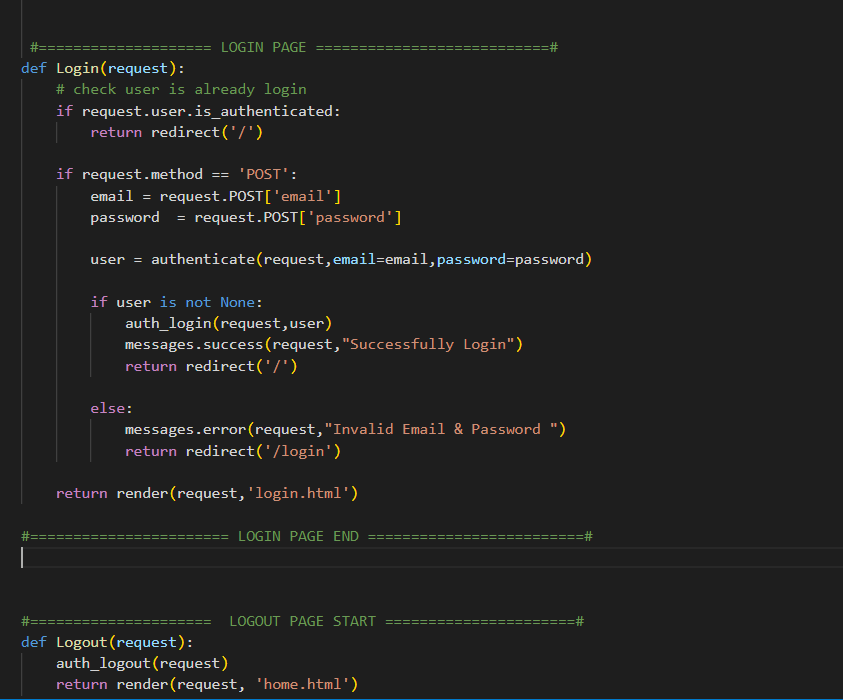 #==================== LOGIN PAGE ===========================#
def Login(request):
    # check user is already login
    if request.user.is_authenticated:
        return redirect('/')
    if request.method == 'POST':
        email = request.POST['email']
        password  = request.POST['password']
        user = authenticate(request,email=email,password=password)
        if user is not None:
            auth_login(request,user)
            messages.success(request,"Successfully Login")
            return redirect('/')
        else:
            messages.error(request,"Invalid Email & Password ")
            return redirect('/login')
    return render(request,'login.html')
#======================= LOGIN PAGE END =========================#
#=====================  LOGOUT PAGE START ======================#
def Logout(request):
    auth_logout(request)
    return render(request, 'home.html')